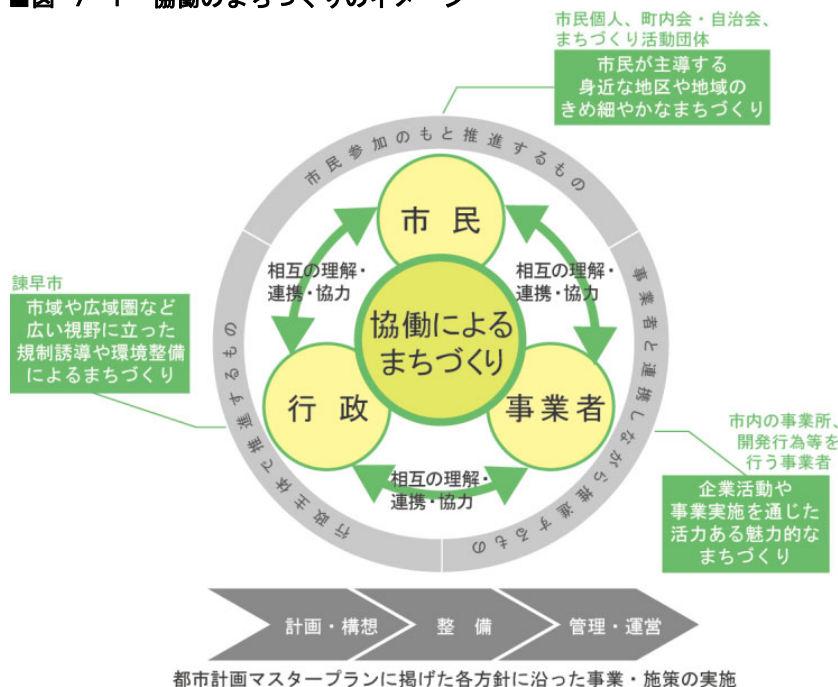 ■図 7-1 協働のまちづくりのイメージ
市民個人、町内会・自治会、
まちづくり活動団体
市民が主導する
身近な地区や地域の
きめ細やかなまちづくり
市民参加のもと推進するもの
市民
相互の理解・
連携・協力
相互の理解・
連携・協力
事業者と連携しながら推進するもの
諫早市
市域や広域圏など
広い視野に立った
規制誘導や環境整備
によるまちづくり
協働による
まちづくり
行政主体で推進するもの
行政
事業者
相互の理解・
連携・協力
市内の事業所、
開発行為等を
行う事業者
企業活動や
事業実施を通じた
活力ある魅力的な
まちづくり
計画・構想
整備
管理・運営
都市計画マスタープランに掲げた各方針に沿った事業・施策の実施